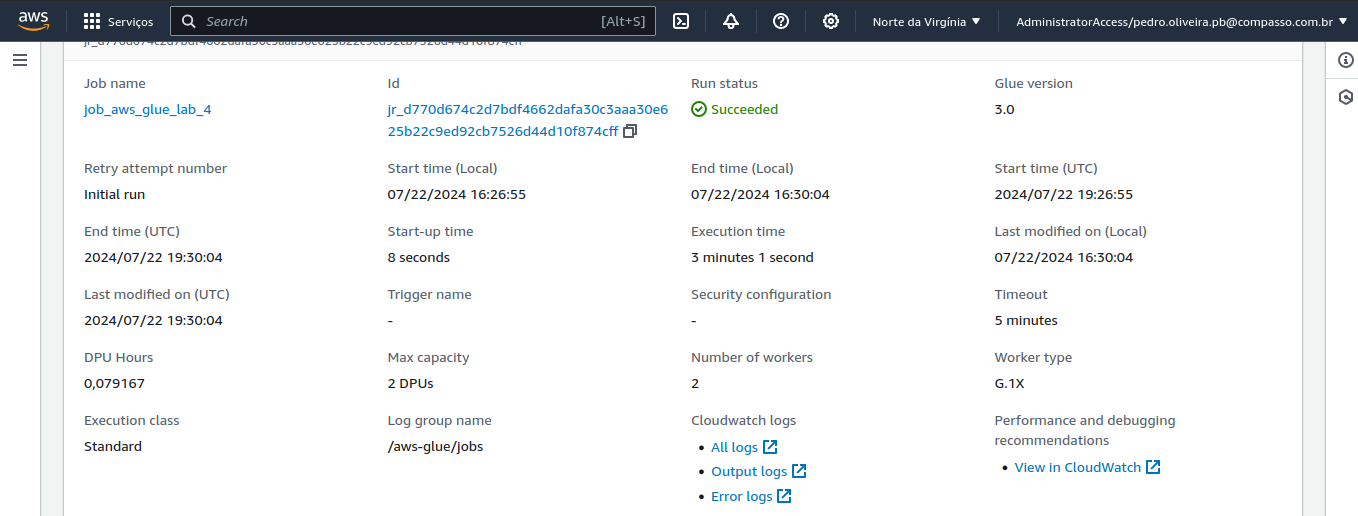 aws Serviços Search [Alt+S] Norte da Virgínia AdministratorAccess/pedro.oliveira.pb@compasso.com.br
Job name Id Run status Glue version
job_aws_glue_lab_4 jr_d770d674c2d7bdf4662dafa30c3aaa30e6 Succeeded 3.0
25b22c9ed92cb7526d44d10f874cff
Retry attempt number Start time (Local) End time (Local) Start time (UTC)
Initial run 07/22/2024 16:26:55 07/22/2024 16:30:04 2024/07/22 19:26:55
End time (UTC) Start-up time Execution time Last modified on (Local)
2024/07/22 19:30:04 8 seconds 3 minutes 1 second 07/22/2024 16:30:04
Last modified on (UTC) Trigger name Security configuration Timeout
2024/07/22 19:30:04 - - 5 minutes
DPU Hours Max capacity Number of workers Worker type
0,079167 2 DPUs 2 G.1X
Execution class Log group name Cloudwatch logs Performance and debugging
recommendations
Standard /aws-glue/jobs • All logs
• View in CloudWatch
• Output logs
• Error logs